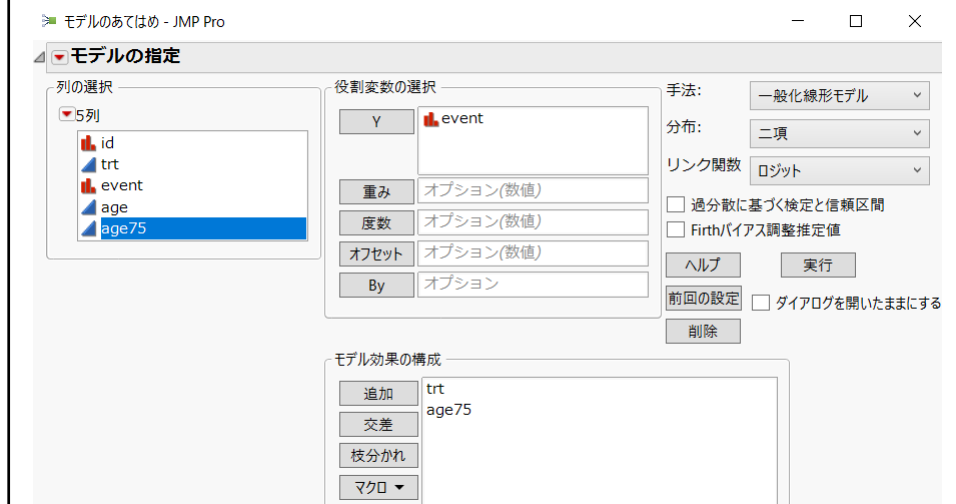 モデルのあてはめ - JMP Pro
モデルの指定
列の選択
5列
id
trt
event
age
age75
役割変数の選択
Y
event
重み
オプション(数値)
度数
オプション(数値)
オフセット
オプション(数値)
By
オプション
手法:
一般化線形モデル
分布:
二項
リンク関数
ロジット
過分散に基づく検定と信頼区間
Firthバイアス調整推定値
ヘルプ
実行
前回の設定
ダイアログを開いたままにする
削除
モデル効果の構成
追加
trt
age75
交差
枝分かれ
マクロ